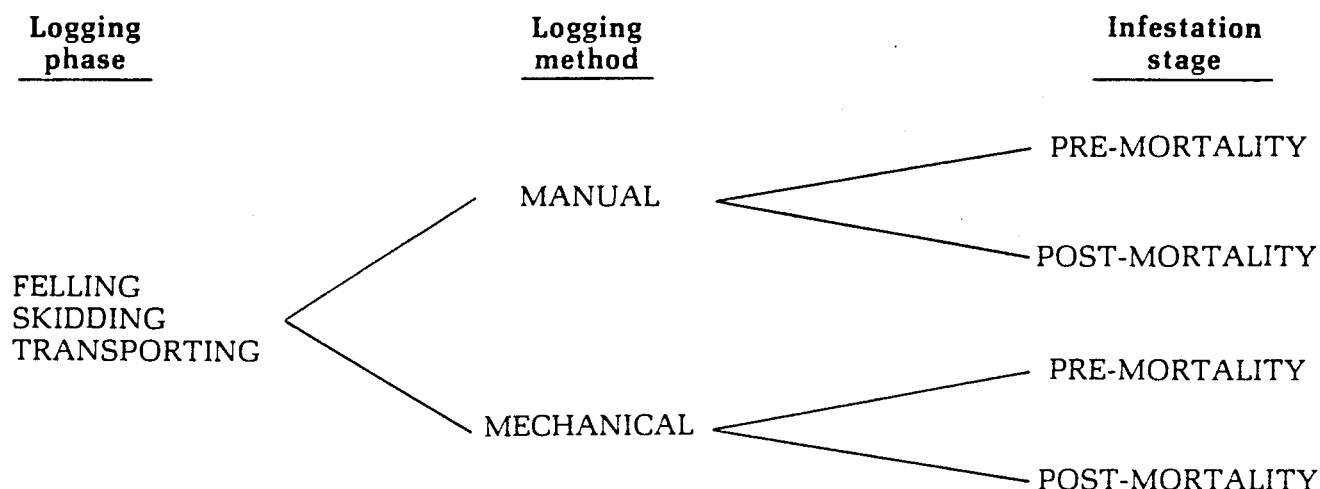 Logging phase
Logging method
Infestation stage
PRE-MORTALITY
MANUAL
POST-MORTALITY
FELLING
SKIDDING
TRANSPORTING
PRE-MORTALITY
MECHANICAL
POST-MORTALITY